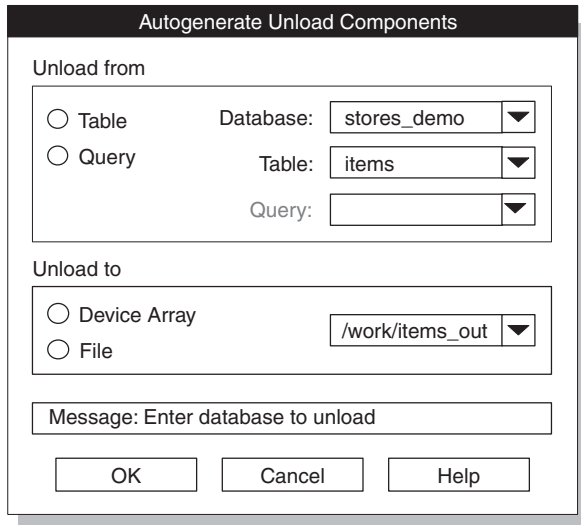 Autogenerate Unload Components
Unload from
Table
Database: stores_demo
Query
Table: items
Query:
Unload to
Device Array
/work/items_out
File
Message: Enter database to unload
OK Cancel Help